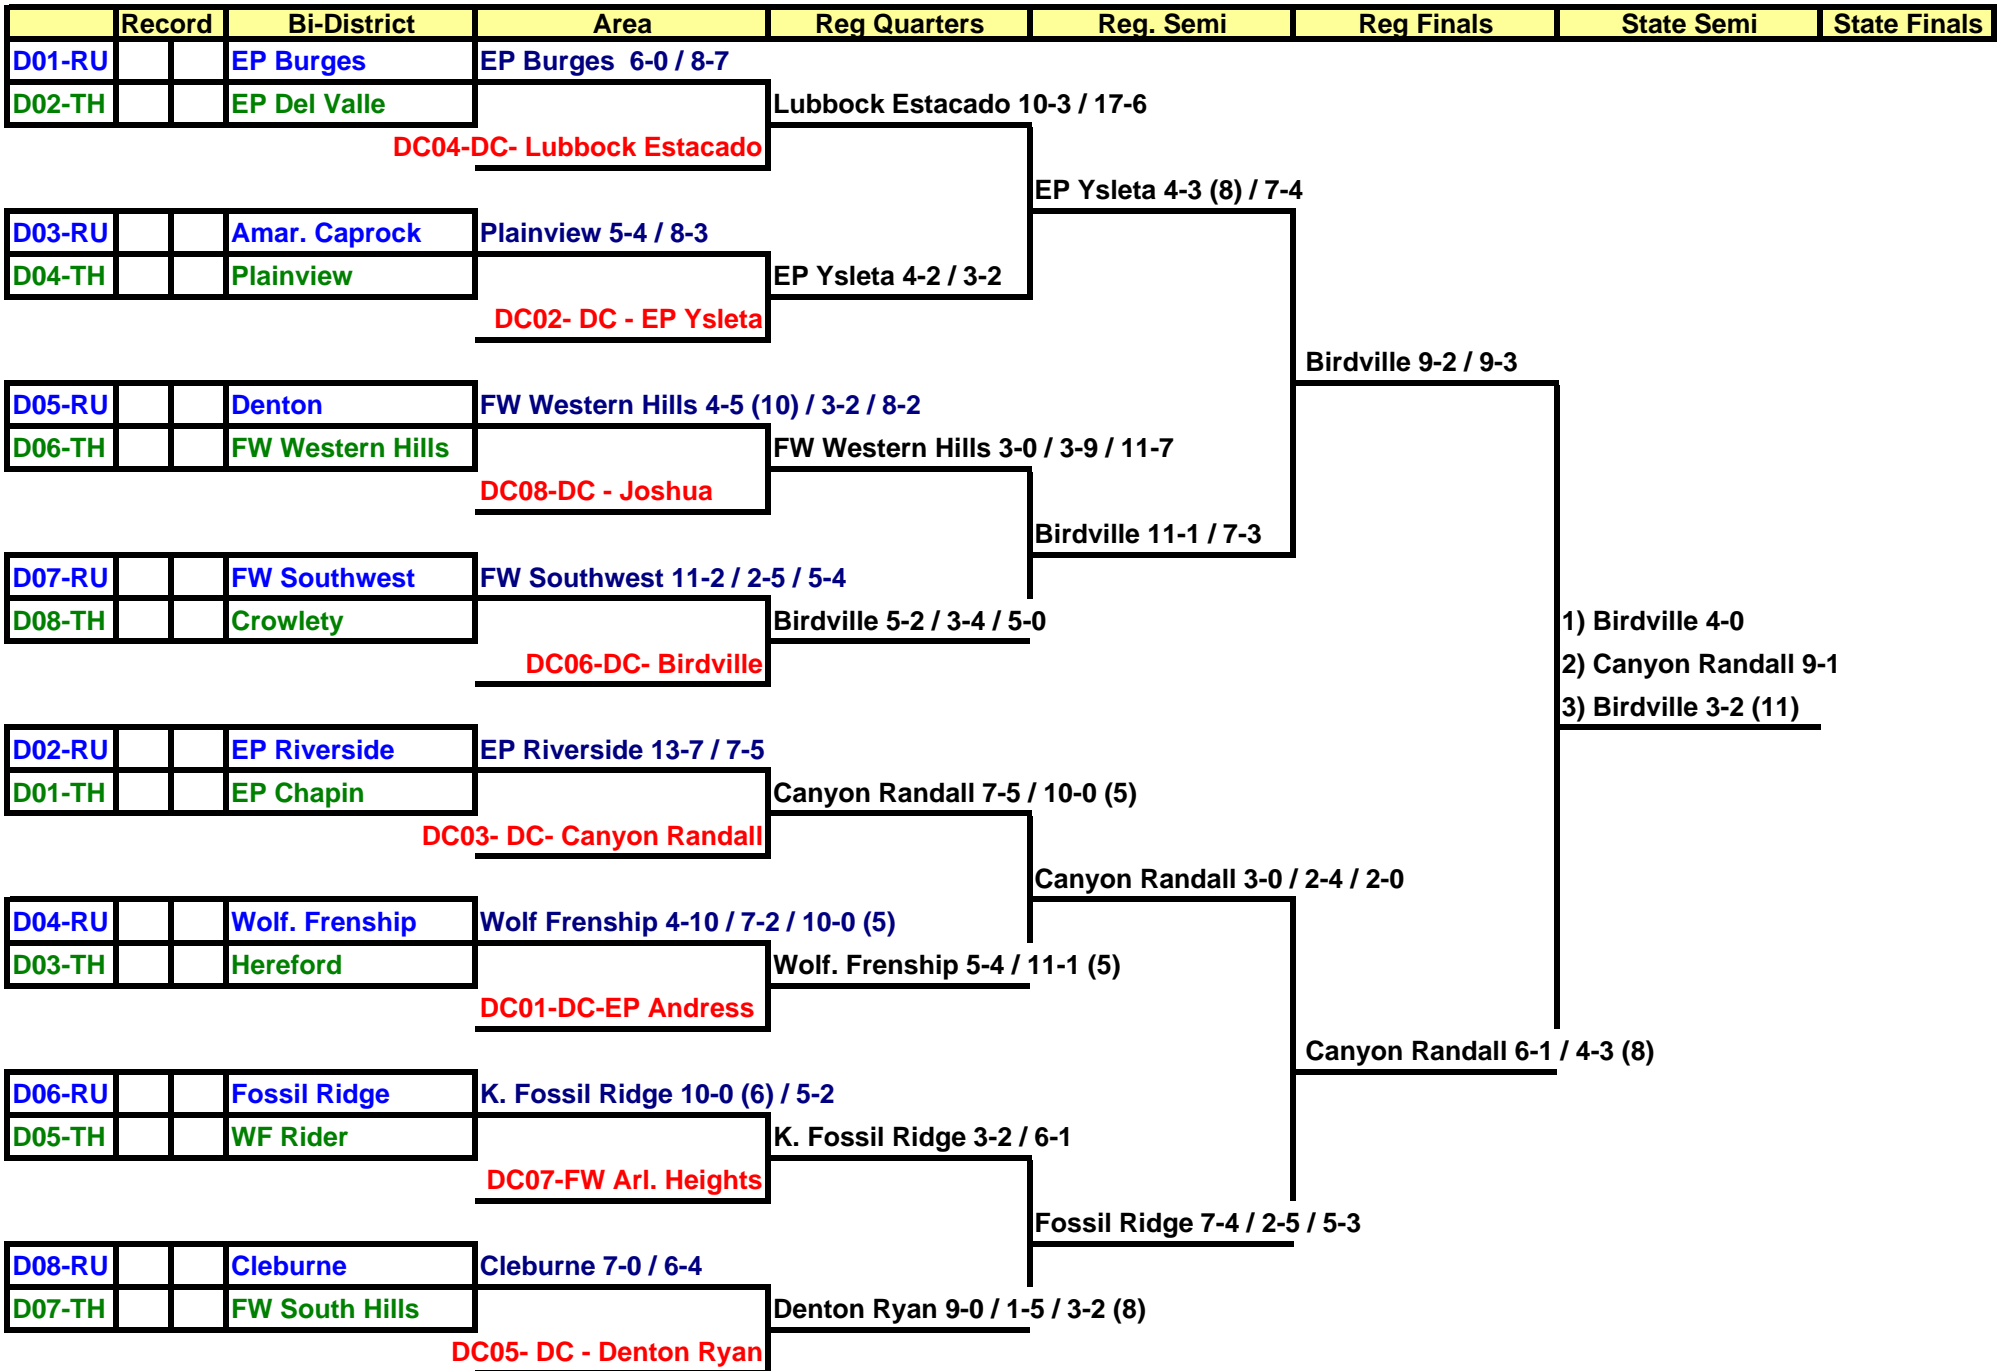 Record Bi-District Area Reg Quarters Reg. Semi Reg Finals State Semi State Finals
D01-RU EP Burges EP Burges 6-0 / 8-7
D02-TH EP Del Valle Lubbock Estacado 10-3 / 17-6
DC04-DC- Lubbock Estacado
EP Ysleta 4-3 (8) / 7-4
D03-RU Amar. Caprock Plainview 5-4 / 8-3
D04-TH Plainview EP Ysleta 4-2 / 3-2
DC02- DC - EP Ysleta
Birdville 9-2 / 9-3
D05-RU Denton FW Western Hills 4-5 (10) / 3-2 / 8-2
D06-TH FW Western Hills FW Western Hills 3-0 / 3-9 / 11-7
DC08-DC - Joshua
Birdville 11-1 / 7-3
D07-RU FW Southwest FW Southwest 11-2 / 2-5 / 5-4
D08-TH Crowlety Birdville 5-2 / 3-4 / 5-0 1) Birdville 4-0
DC06-DC- Birdville 2) Canyon Randall 9-1
3) Birdville 3-2 (11)
D02-RU EP Riverside EP Riverside 13-7 / 7-5
D01-TH EP Chapin Canyon Randall 7-5 / 10-0 (5)
DC03- DC- Canyon Randall
Canyon Randall 3-0 / 2-4 / 2-0
D04-RU Wolf. Frenship Wolf Frenship 4-10 / 7-2 / 10-0 (5)
D03-TH Hereford Wolf. Frenship 5-4 / 11-1 (5)
DC01-DC-EP Andress
Canyon Randall 6-1 / 4-3 (8)
D06-RU Fossil Ridge K. Fossil Ridge 10-0 (6) / 5-2
D05-TH WF Rider K. Fossil Ridge 3-2 / 6-1
DC07-FW Arl. Heights
Fossil Ridge 7-4 / 2-5 / 5-3
D08-RU Cleburne Cleburne 7-0 / 6-4
D07-TH FW South Hills Denton Ryan 9-0 / 1-5 / 3-2 (8)
DC05- DC - Denton Ryan